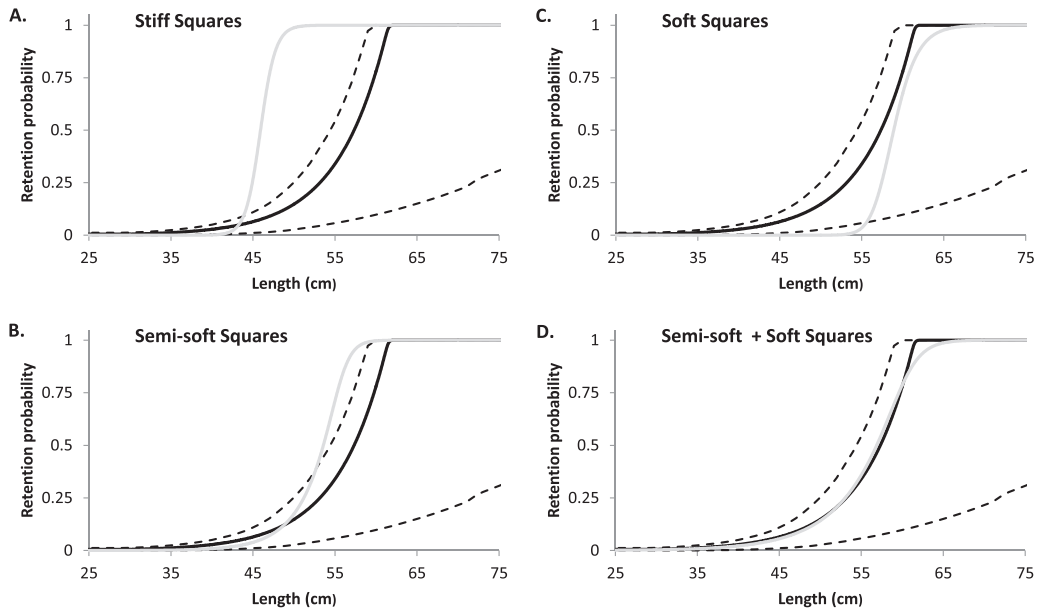 A.
Stiff Squares
Retention probability
1
0.75
0.5
0.25
0
25 35 45 55 65 75
Length (cm)
C.
Soft Squares
Retention probability
1
0.75
0.5
0.25
0
25 35 45 55 65 75
Length (cm)
B.
Semi-soft Squares
Retention probability
1
0.75
0.5
0.25
0
25 35 45 55 65 75
Length (cm)
D.
Semi-soft + Soft Squares
Retention probability
1
0.75
0.5
0.25
0
25 35 45 55 65 75
Length (cm)